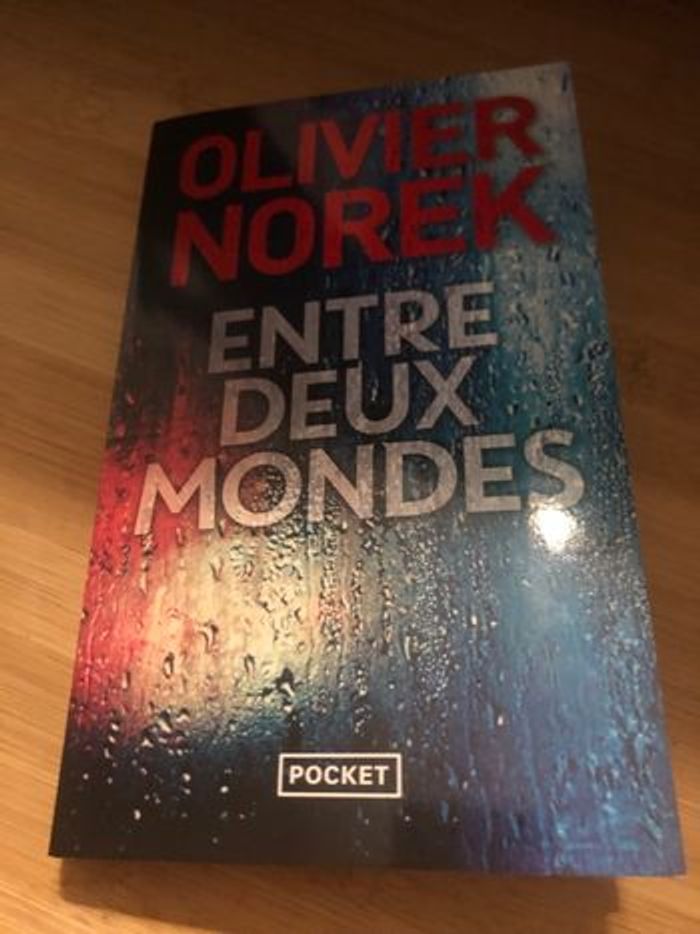 OLIVIER
NOREK
ENTRE
DEUX
MONDES
POCKET